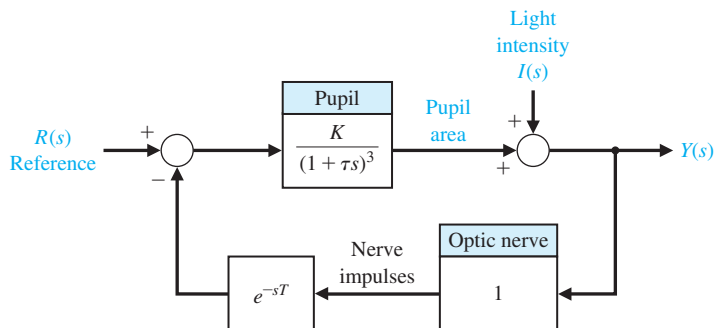 Light
intensity
I(s)
Pupil
Pupil
area
R(s)
Reference
+
−
K
(1 + τs)³
+
+
Y(s)
Optic nerve
Nerve
impulses
e⁻ˢᵀ
1